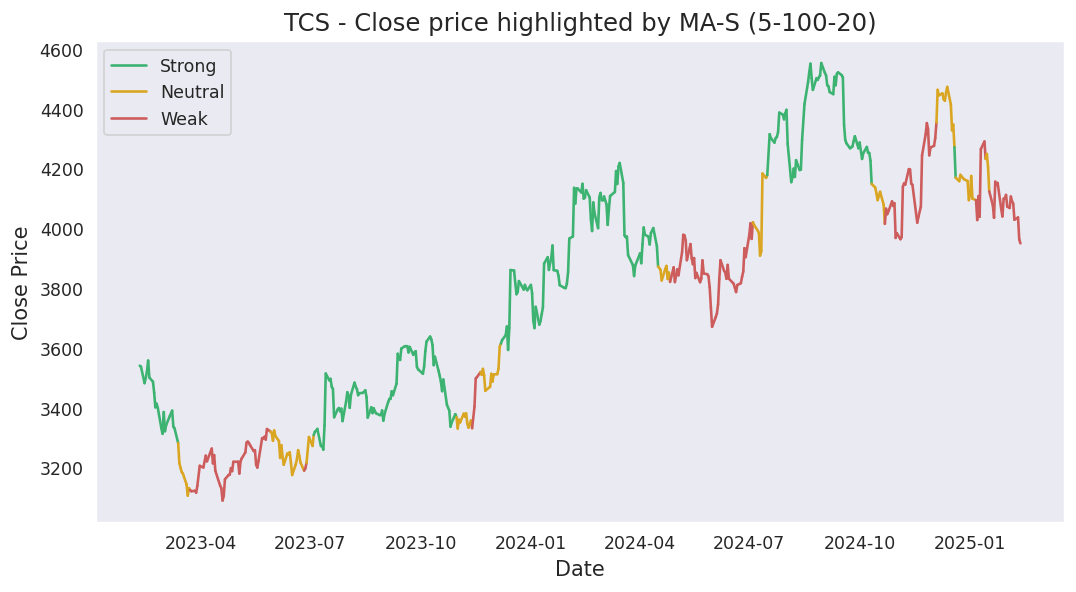 TCS - Close price highlighted by MA-S (5-100-20)
Strong
Neutral
Weak
4600
4400
4200
4000
3800
3600
3400
3200
Close Price
2023-04 2023-07 2023-10 2024-01 2024-04 2024-07 2024-10 2025-01
Date